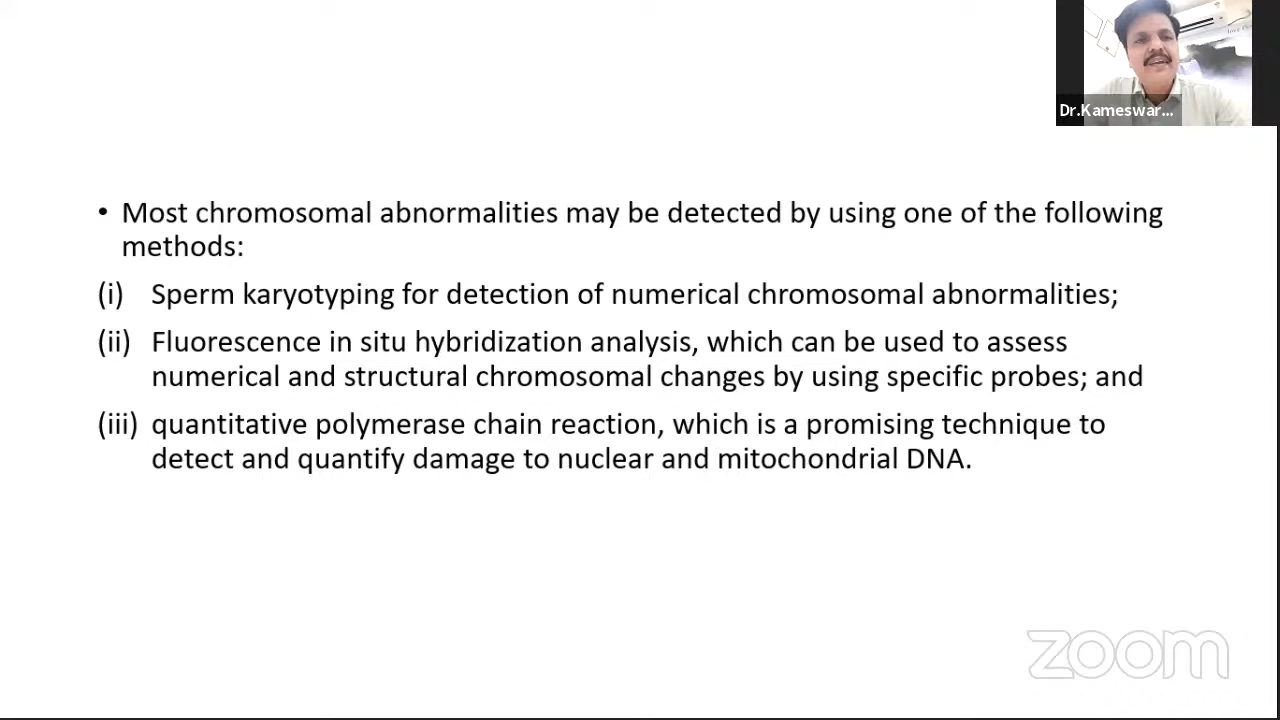 Dr.Kameswar...
• Most chromosomal abnormalities may be detected by using one of the following
methods:
(i) Sperm karyotyping for detection of numerical chromosomal abnormalities;
(ii) Fluorescence in situ hybridization analysis, which can be used to assess
numerical and structural chromosomal changes by using specific probes; and
(iii) quantitative polymerase chain reaction, which is a promising technique to
detect and quantify damage to nuclear and mitochondrial DNA.
zoom